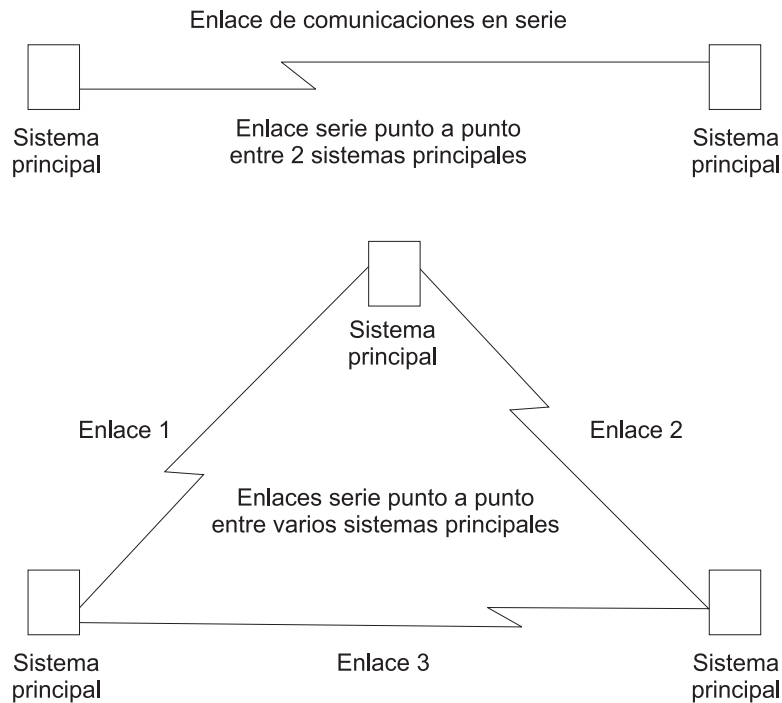 Enlace de comunicaciones en serie
Sistema
principal
Enlace serie punto a punto
entre 2 sistemas principales
Sistema
principal
Sistema
principal
Enlace 1
Enlace 2
Enlaces serie punto a punto
entre varios sistemas principales
Sistema
principal
Enlace 3
Sistema
principal